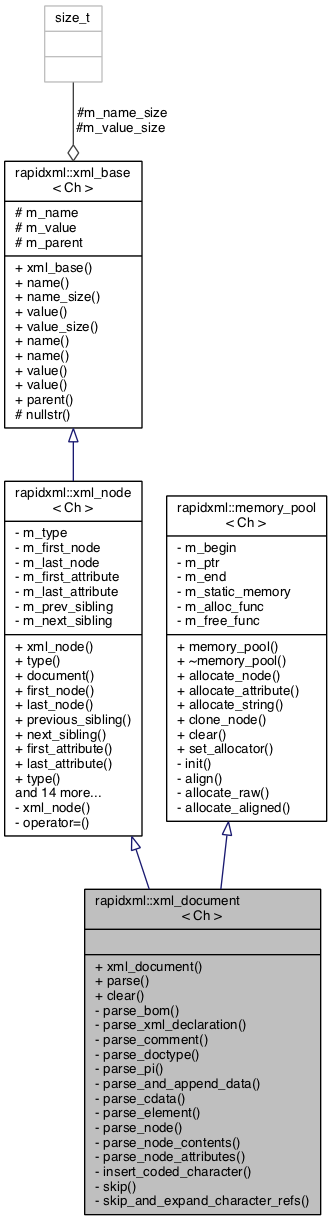 size_t
#m_name_size
#m_value_size
rapidxml::xml_base
< Ch >
# m_name
# m_value
# m_parent
+ xml_base()
+ name()
+ name_size()
+ value()
+ value_size()
+ name()
+ name()
+ value()
+ value()
+ parent()
# nullstr()
rapidxml::xml_node
< Ch >
- m_type
- m_first_node
- m_last_node
- m_first_attribute
- m_last_attribute
- m_prev_sibling
- m_next_sibling
+ xml_node()
+ type()
+ document()
+ first_node()
+ last_node()
+ previous_sibling()
+ next_sibling()
+ first_attribute()
+ last_attribute()
+ type()
and 14 more...
- xml_node()
- operator=()
rapidxml::memory_pool
< Ch >
- m_begin
- m_ptr
- m_end
- m_static_memory
- m_alloc_func
- m_free_func
+ memory_pool()
+ ~memory_pool()
+ allocate_node()
+ allocate_attribute()
+ allocate_string()
+ clone_node()
+ clear()
+ set_allocator()
- init()
- align()
- allocate_raw()
- allocate_aligned()
rapidxml::xml_document
< Ch >
+ xml_document()
+ parse()
+ clear()
- parse_bom()
- parse_xml_declaration()
- parse_comment()
- parse_doctype()
- parse_pi()
- parse_and_append_data()
- parse_cdata()
- parse_element()
- parse_node()
- parse_node_contents()
- parse_node_attributes()
- insert_coded_character()
- skip()
- skip_and_expand_character_refs()